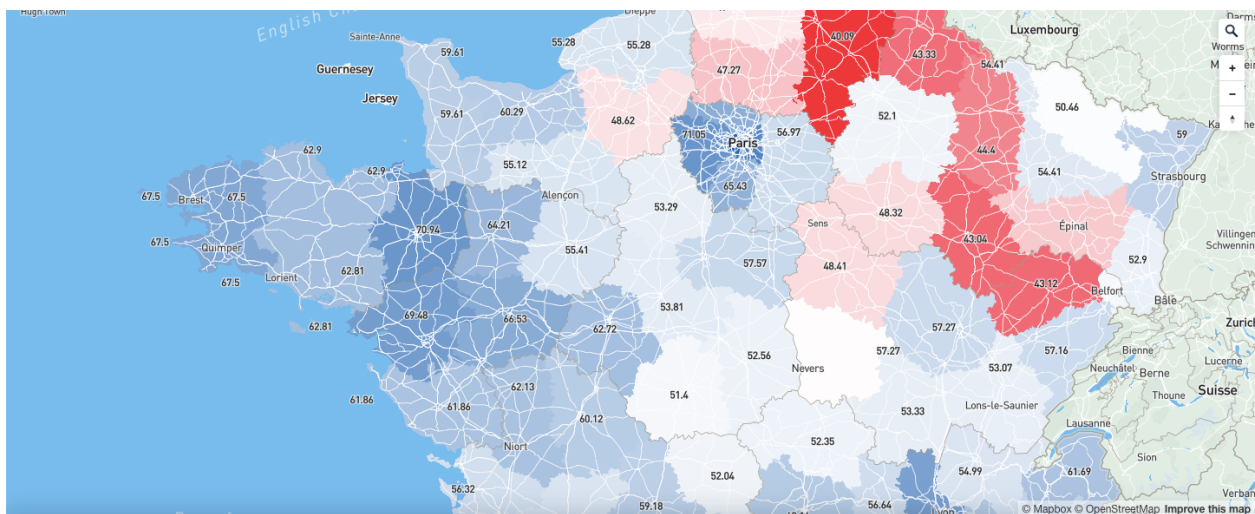 Hugh Town
English Ch
Dieppe
40.09
Luxembourg
Sainte-Anne
55.28
55.28
43.33
Worms
59.61
47.27
54.41
Guernesey
50.46
+
−
Jersey
59.61
60.29
48.62
52.1
71.05
Paris
56.97
59
62.9
44.4
55.12
54.41
62.9
65.43
Strasbourg
67.5
Brest
67.5
Alençon
53.29
48.32
Sens
Épinal
70.94
64.21
43.04
Villingen
Schwenning
67.5
Quimper
55.41
52.9
Lorient
62.81
57.57
48.41
67.5
43.12
Belfort
Bâle
69.48
66.53
53.81
62.81
62.72
57.27
Zurich
52.56
57.27
57.16
Bienne
Nevers
53.07
Neuchâtel
Berne
Lucerne
62.13
51.4
Thoune
Suisse
61.86
61.86
Lons-le-Saunier
60.12
53.33
Niort
52.35
Lausanne
52.04
54.99
61.69
Sion
56.32
59.18
56.64
Lyon
© Mapbox © OpenStreetMap Improve this map